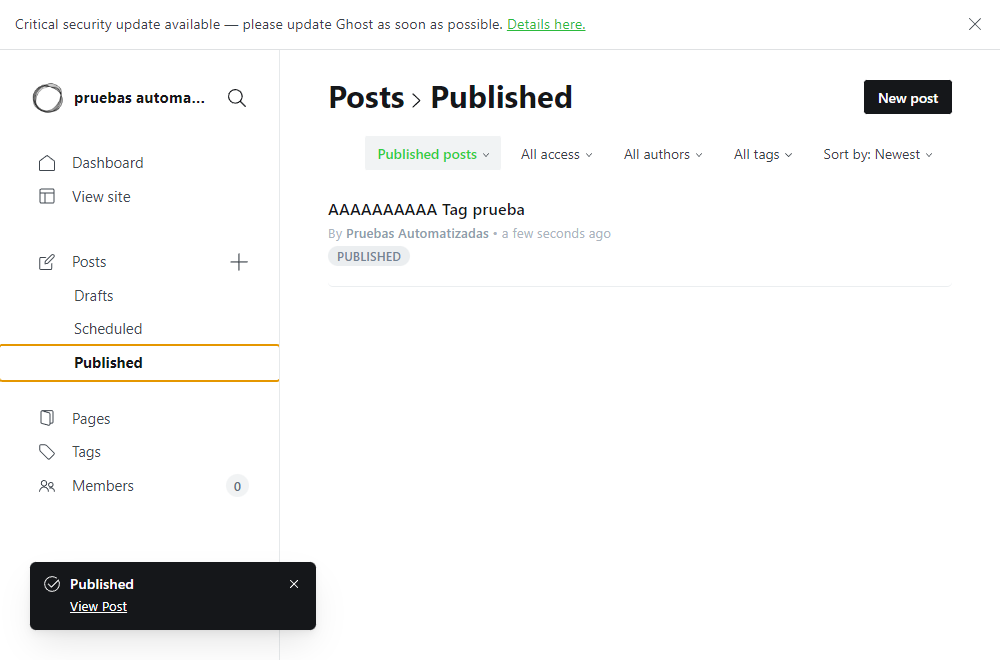 Critical security update available — please update Ghost as soon as possible. Details here.
pruebas automa...
Dashboard
View site
Posts
Drafts
Scheduled
Published
Pages
Tags
Members 0
Posts › Published
New post
Published posts All access All authors All tags Sort by: Newest
AAAAAAAAAA Tag prueba
By Pruebas Automatizadas • a few seconds ago
PUBLISHED
Published
View Post